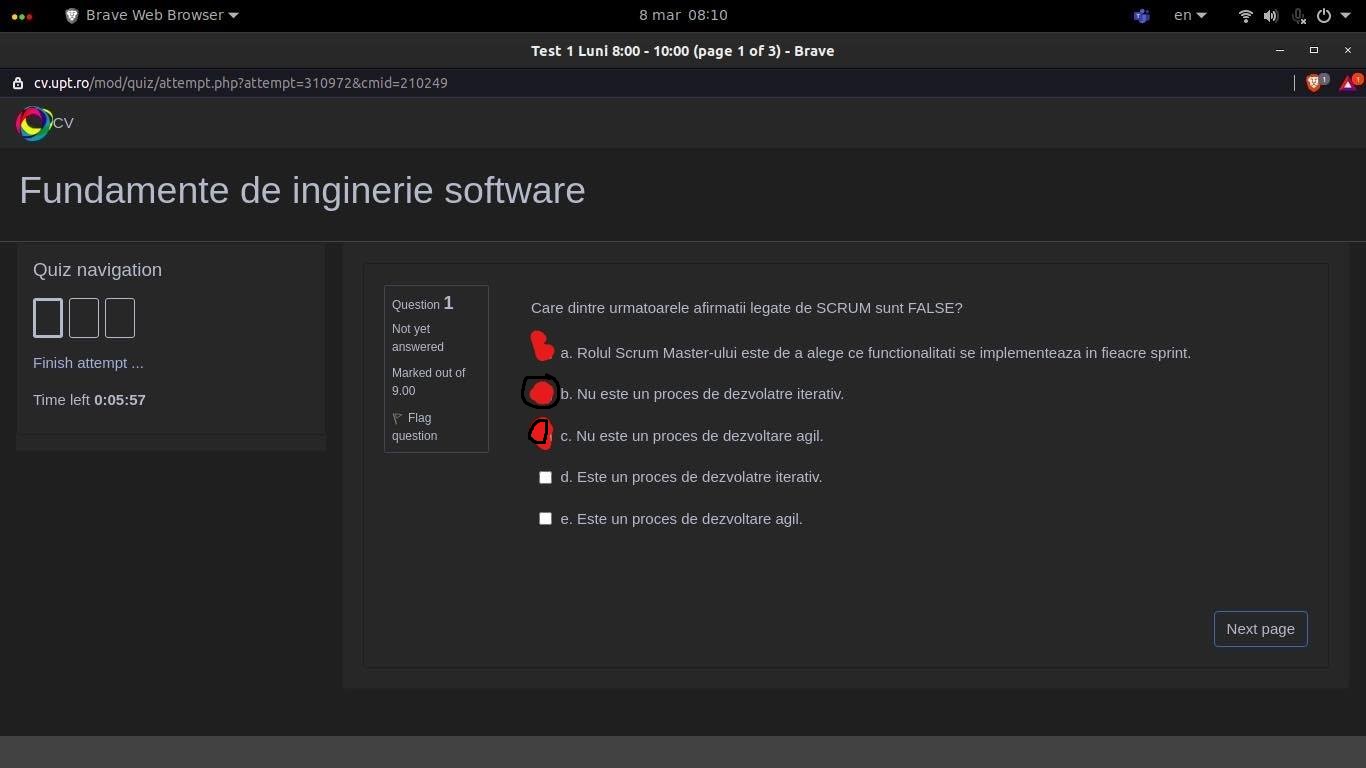 Brave Web Browser
8 mar 08:10
en
Test 1 Luni 8:00 - 10:00 (page 1 of 3) - Brave
cv.upt.ro/mod/quiz/attempt.php?attempt=310972&cmid=210249
1
1
CV
Fundamente de inginerie software
Quiz navigation
Finish attempt ...
Time left 0:05:57
Question 1
Not yet
answered
Marked out of
9.00
Flag
question
Care dintre urmatoarele afirmatii legate de SCRUM sunt FALSE?
a. Rolul Scrum Master-ului este de a alege ce functionalitati se implementeaza in fieacre sprint.
b. Nu este un proces de dezvolatre iterativ.
c. Nu este un proces de dezvoltare agil.
d. Este un proces de dezvolatre iterativ.
e. Este un proces de dezvoltare agil.
Next page